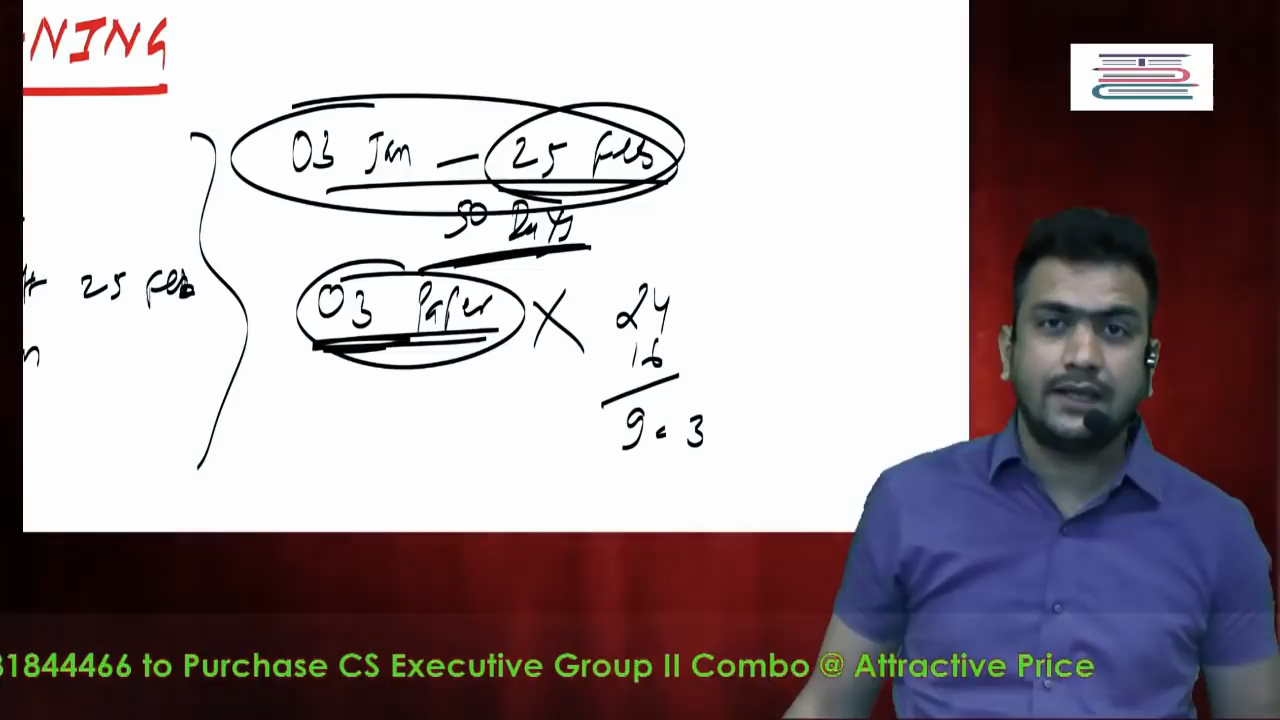 NING
03 Jan - 25 Feb
50 Days
25 Feb
03 Paper X 24
16
9.3
81844466 to Purchase CS Executive Group II Combo @ Attractive Price